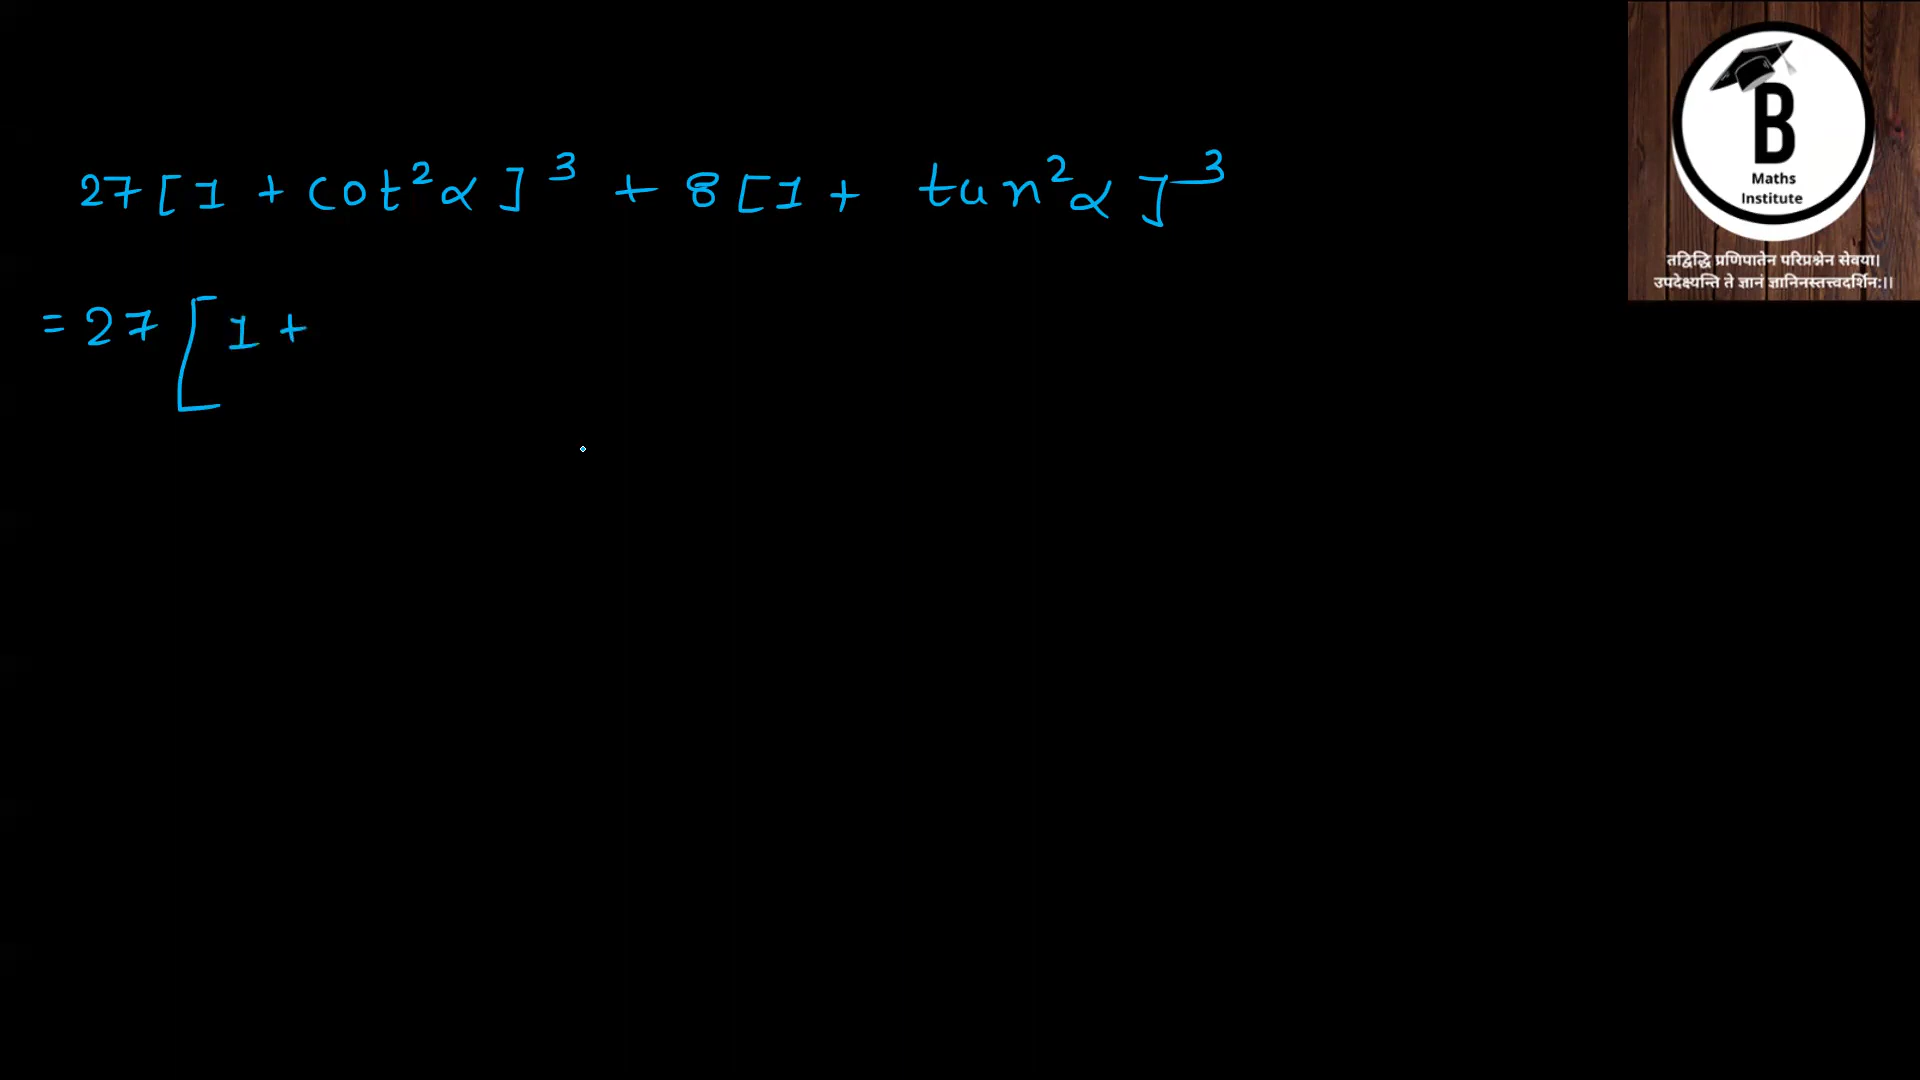 27[1 + cot²α]³ + 8[1 + tan²α]³
= 27[1 +
B
Maths
Institute
तद्विद्धि प्रणिपातेन परिप्रश्नेन सेवया।
उपदेक्ष्यन्ति ते ज्ञानं ज्ञानिनस्तत्त्वदर्शिनः।।